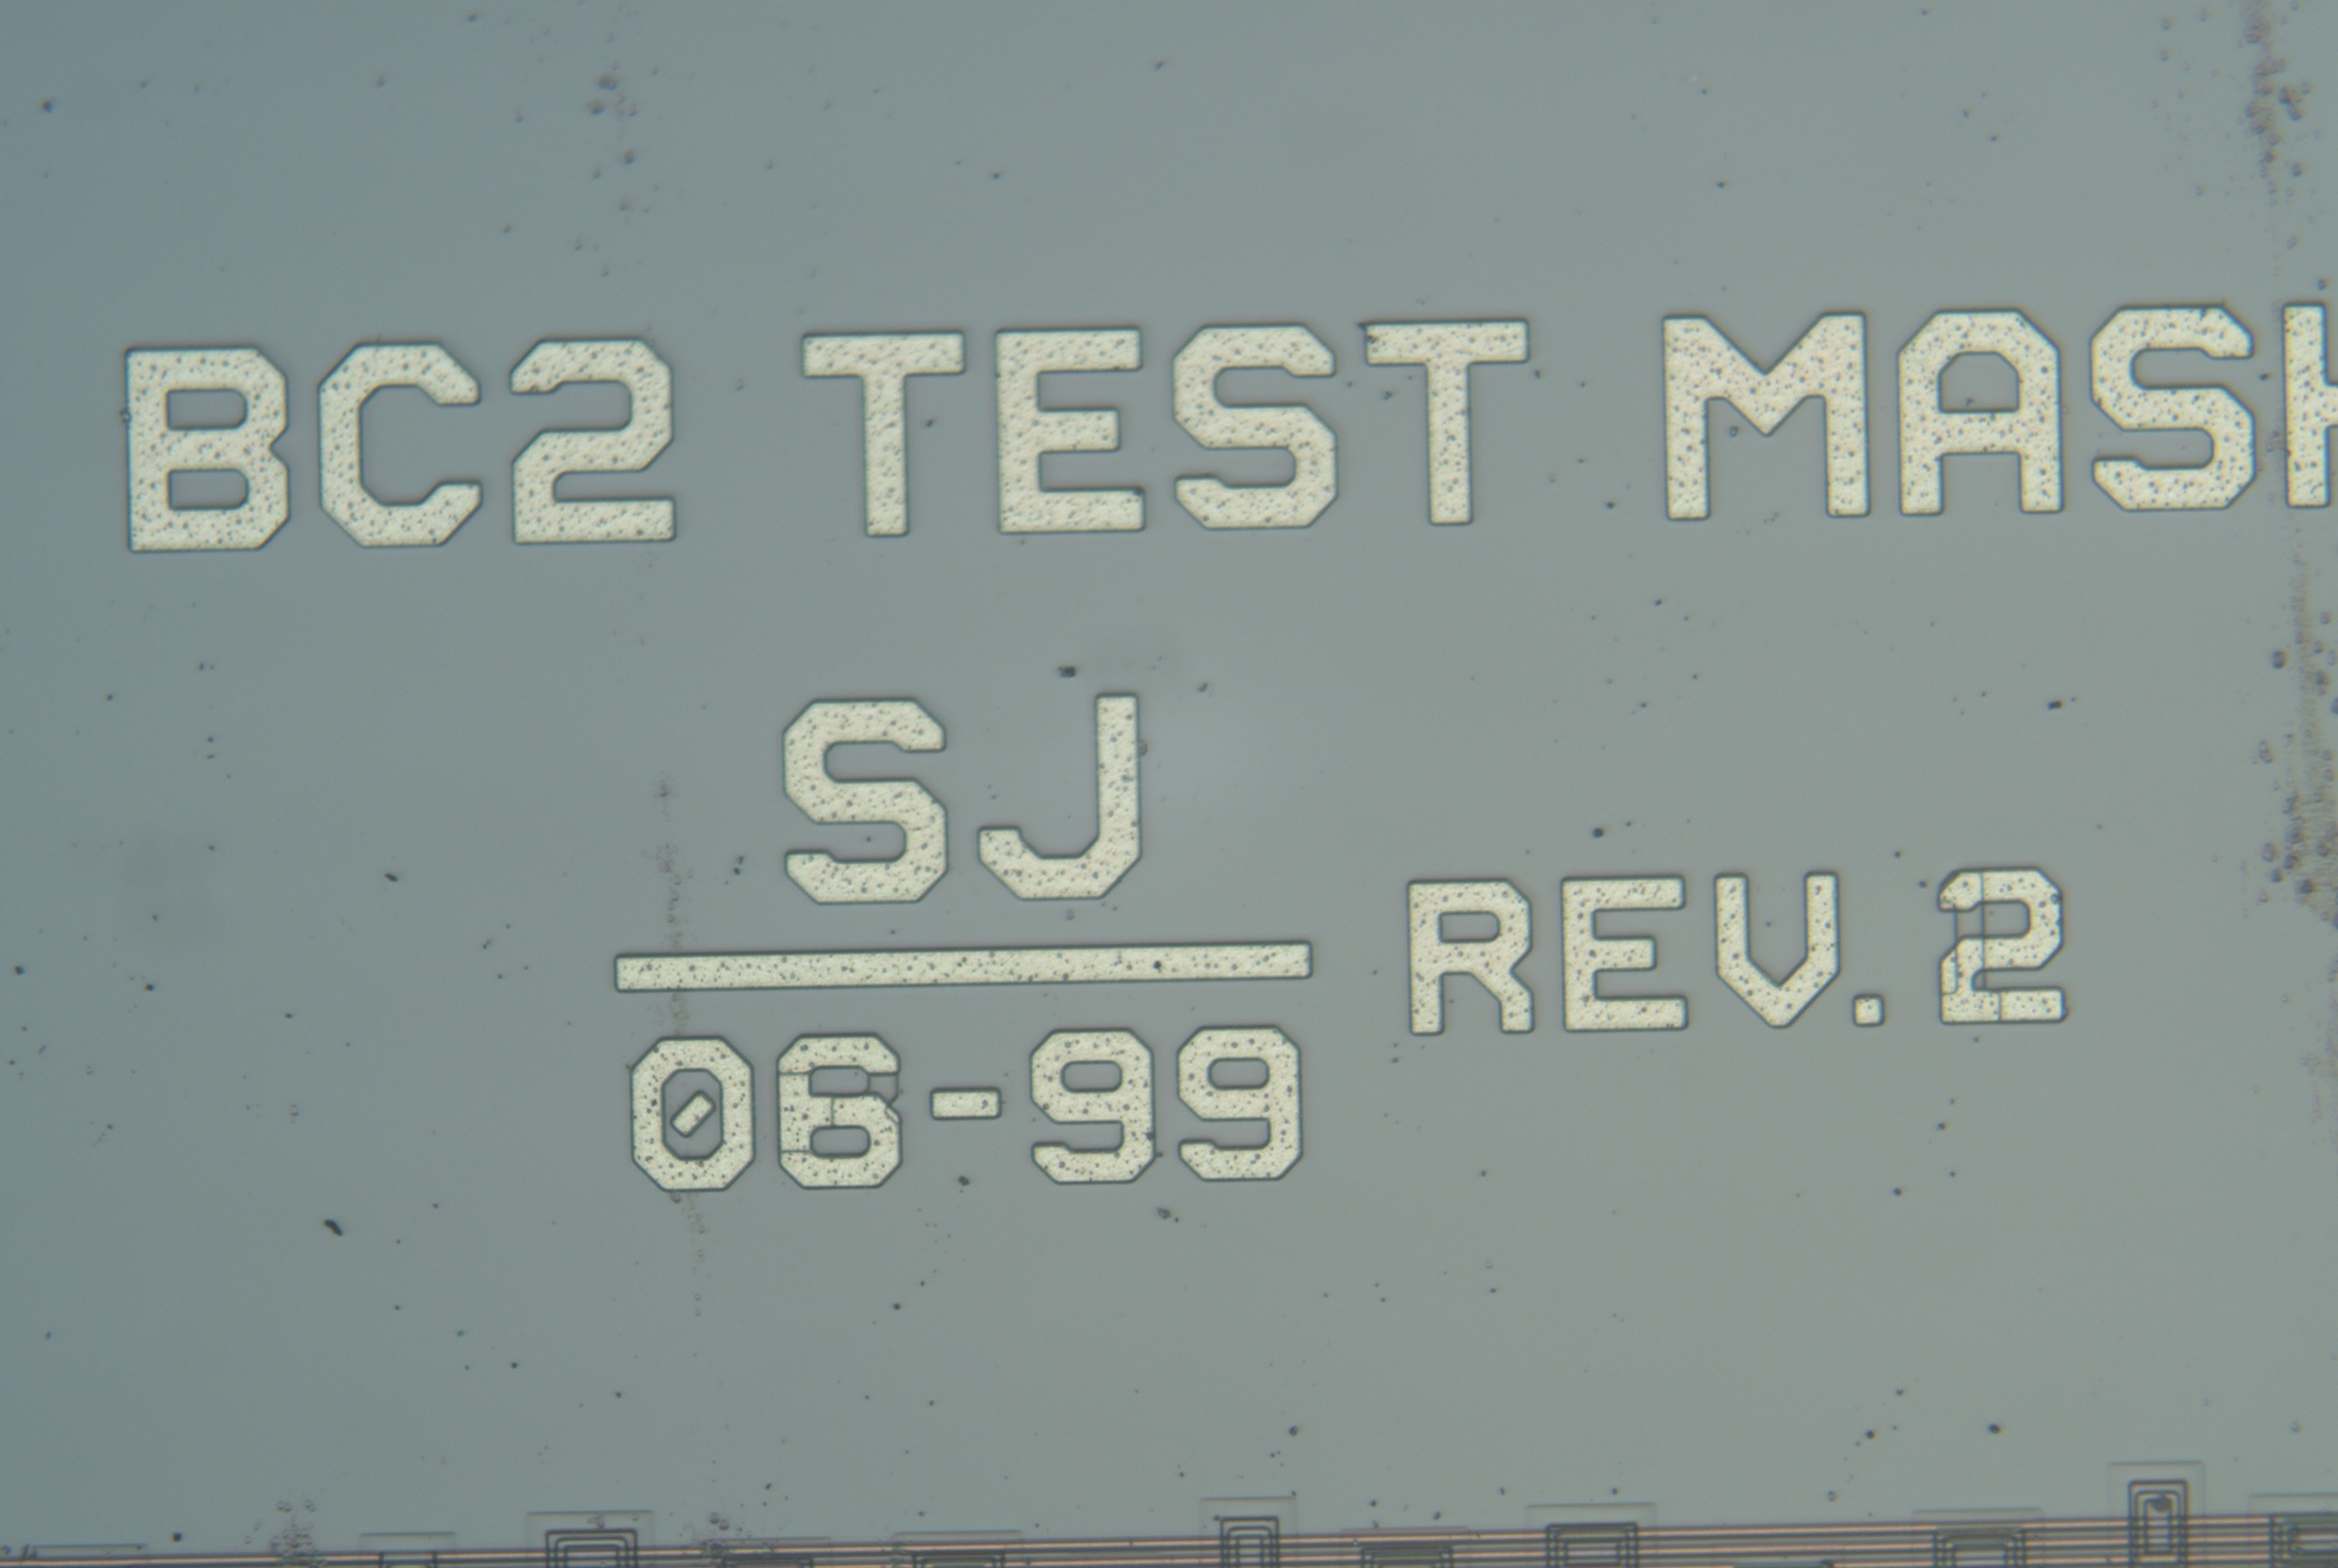 BC2 TEST MASK
SJ
06-99
REV.2